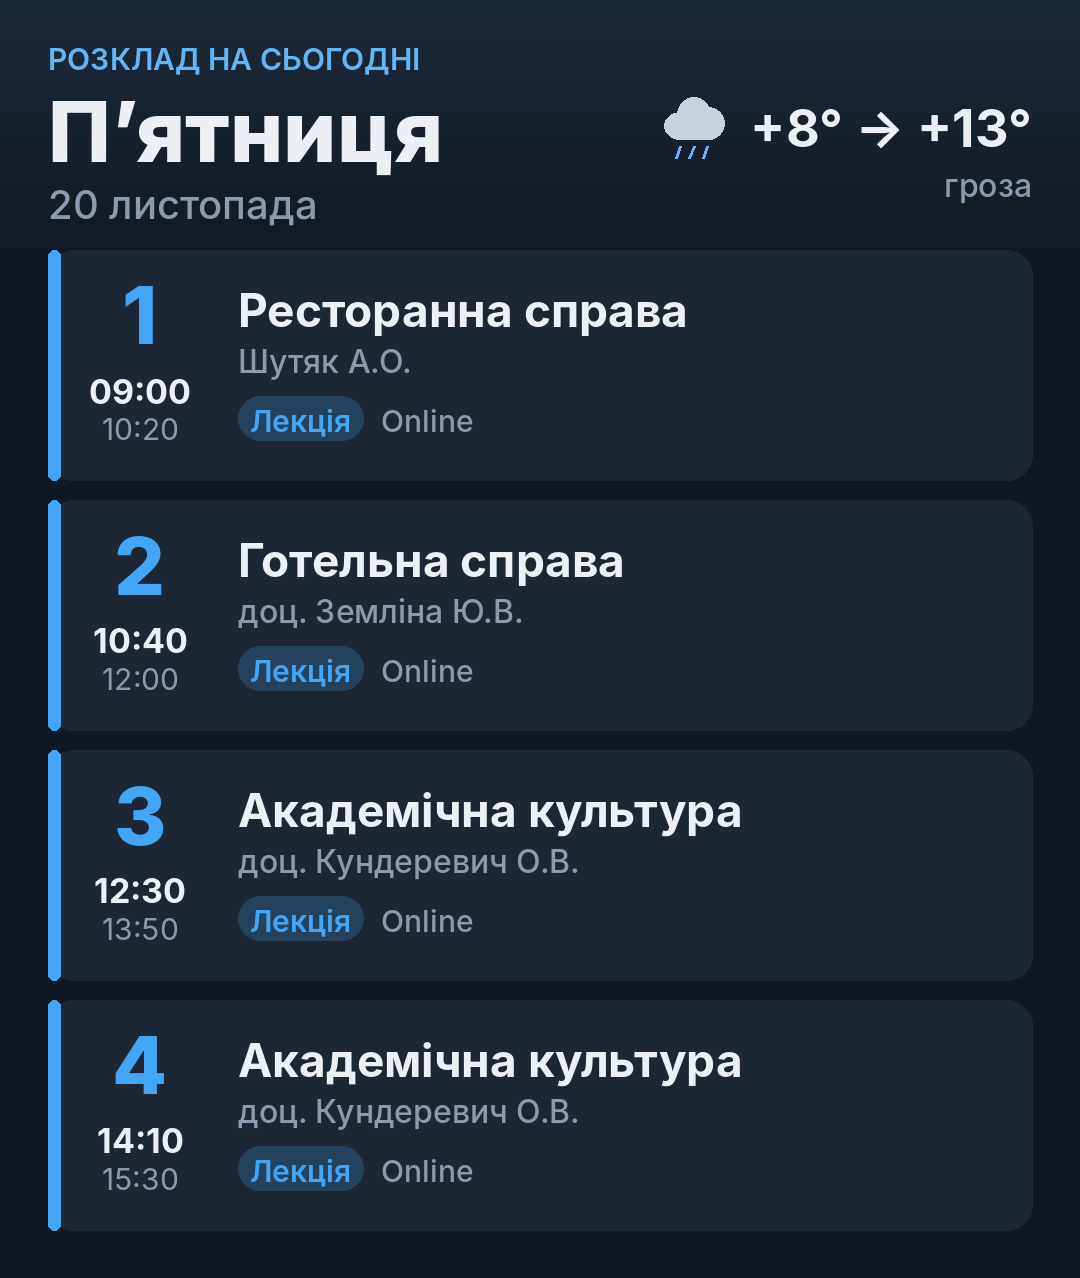 РОЗКЛАД НА СЬОГОДНІ
П’ятниця
20 листопада
+8° → +13°
гроза
1
09:00
10:20
Ресторанна справа
Шутяк А.О.
Лекція Online
2
10:40
12:00
Готельна справа
доц. Земліна Ю.В.
Лекція Online
3
12:30
13:50
Академічна культура
доц. Кундеревич О.В.
Лекція Online
4
14:10
15:30
Академічна культура
доц. Кундеревич О.В.
Лекція Online